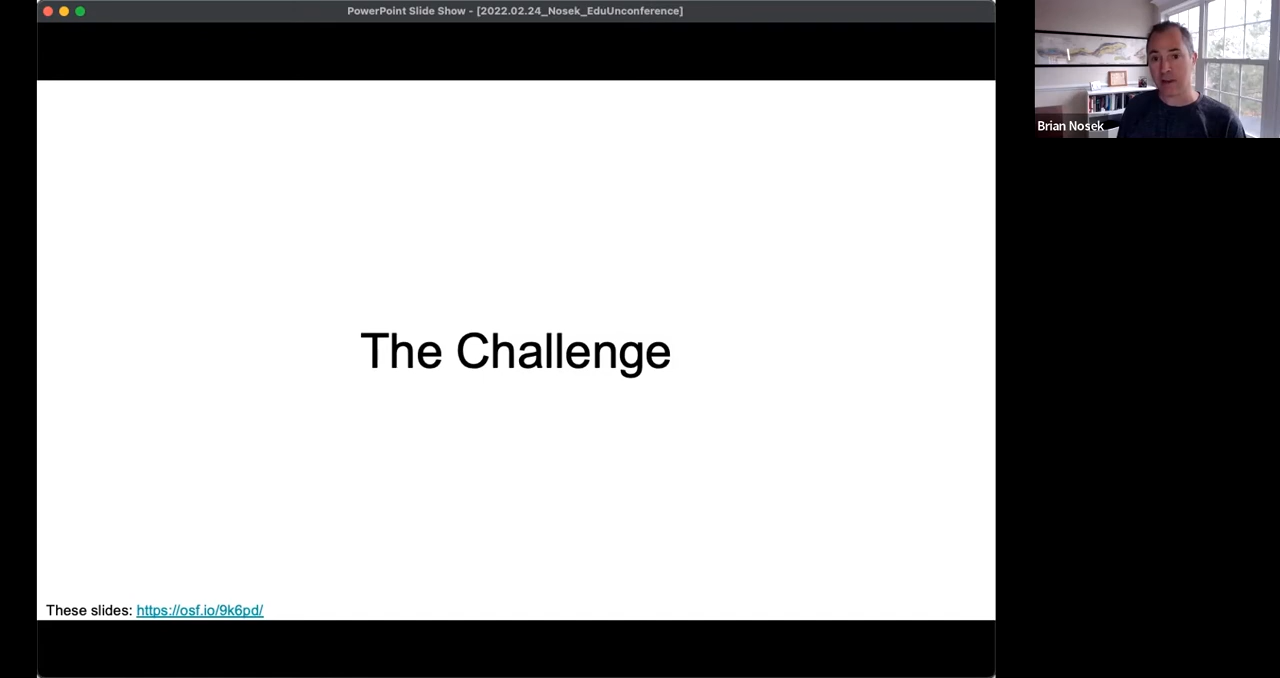 PowerPoint Slide Show - [2022.02.24_Nosek_EduUnconference]
Brian Nosek
The Challenge
These slides: https://osf.io/9k6pd/